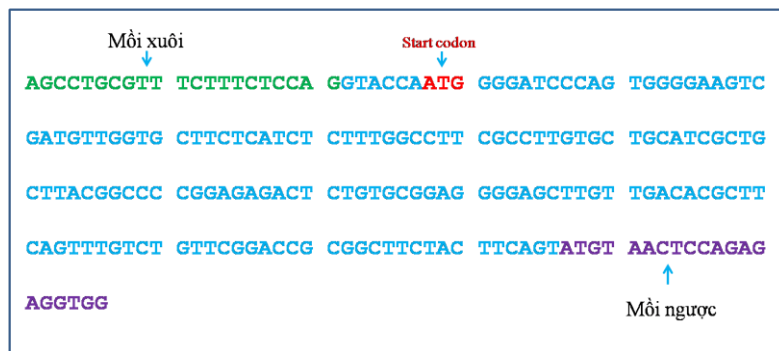 Mồi xuôi Start codon
AGCCTGCGTT TCTTTCTCCA GGTACCAATG GGGATCCCAG TGGGGAAGTC
GATGTTGGTG CTTCTCATCT CTTTGGCCTT CGCCTTGTGC TGCATCGCTG
CTTACGGCCC CGGAGAGACT CTGTGCGGAG GGGAGCTTGT TGACACGCTT
CAGTTTGTCT GTTCGGACCG CGGCTTCTAC TTCAGTATGT AACTCCAGAG
AGGTGG
Mồi ngược